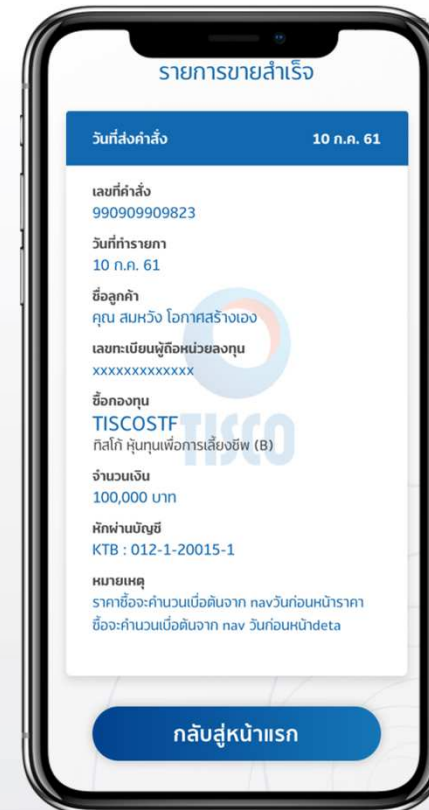 รายการขายสำเร็จ
วันที่ส่งคำสั่ง 10 ก.ค. 61
เลขที่คำสั่ง
990909909823
วันที่ทำรายกา
10 ก.ค. 61
ชื่อลูกค้า
คุณ สมหวัง โอกาศสร้างเอง
เลขทะเบียนผู้ถือหน่วยลงทุน
xxxxxxxxxxxxx
ชื้อกองทุน
TISCOSTF
ทิสโก้ หุ้นทุนเพื่อการเลี้ยงชีพ (B)
TISCO
จำนวนเงิน
100,000 บาท
หักผ่านบัญชี
KTB : 012-1-20015-1
หมายเหตุ
ราคาซื้อจะคำนวนเบื่อต้นจาก navวันก่อนหน้าราคา
ซื้อจะคำนวนเบื่อต้นจาก nav วันก่อนหน้าdeta
กลับสู่หน้าแรก